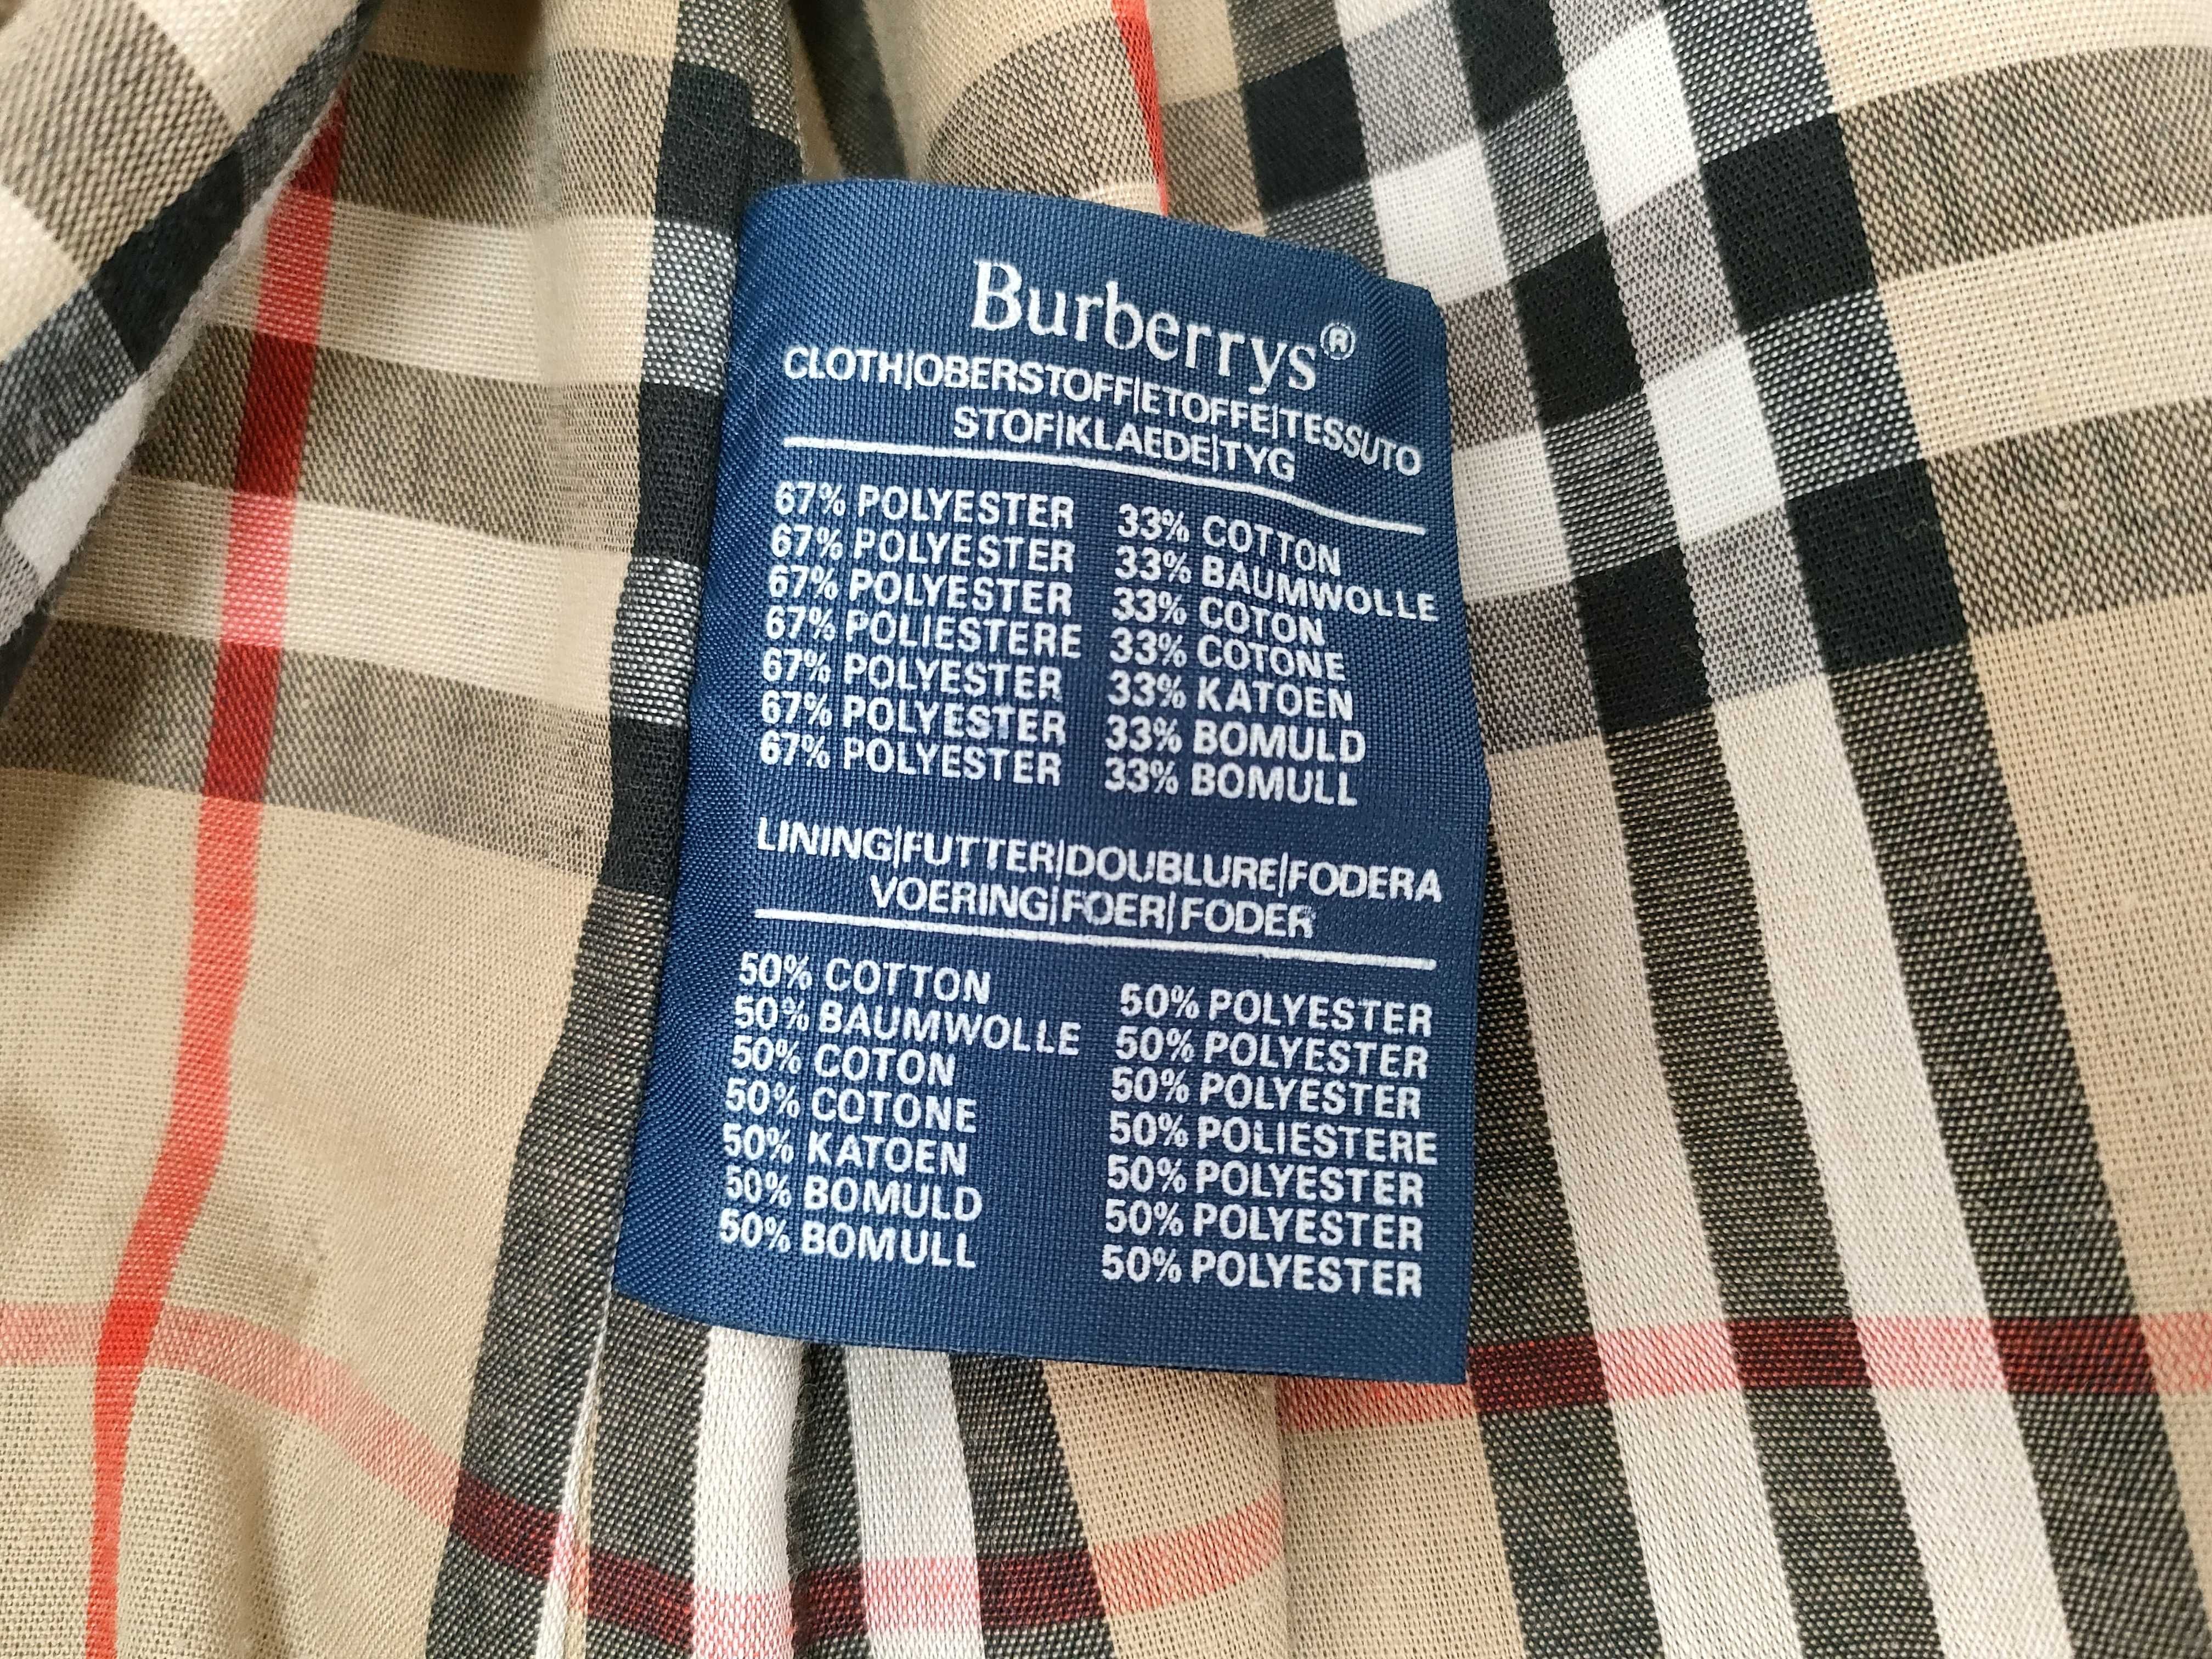 Burberrys®
CLOTH|OBERSTOFF|ETOFFE|TESSUTO
STOF|KLAEDE|TYG
67% POLYESTER 33% COTTON
67% POLYESTER 33% BAUMWOLLE
67% POLYESTER 33% COTON
67% POLIESTERE 33% COTONE
67% POLYESTER 33% KATOEN
67% POLYESTER 33% BOMULD
67% POLYESTER 33% BOMULL
LINING|FUTTER|DOUBLURE|FODERA
VOERING|FOER|FODER
50% COTTON 50% POLYESTER
50% BAUMWOLLE 50% POLYESTER
50% COTON 50% POLYESTER
50% COTONE 50% POLIESTERE
50% KATOEN 50% POLYESTER
50% BOMULD 50% POLYESTER
50% BOMULL 50% POLYESTER